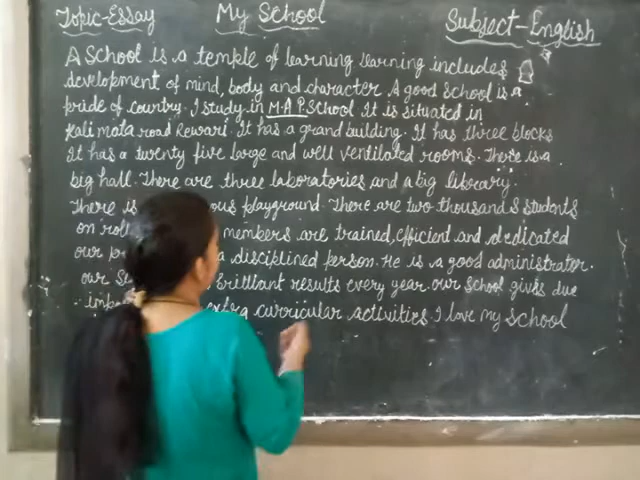 Topic-Essay My School Subject-English
A School is a temple of learning learning includes
development of mind, body and character A good School is a
pride of country. I study in M.A.P. School It is situated in
Kali Mata road Rewari. It has a grand building. It has three blocks
It has a twenty five large and well ventilated rooms. There is a
big hall. There are three laboratories and a big library.
There is ous playground. There are two thousand S students
on roll members are trained, efficient and dedicated
our pr a disciplined person. He is a good administrator.
our S brilliant results every year. our School gives due
impo extra curricular activities I love my School